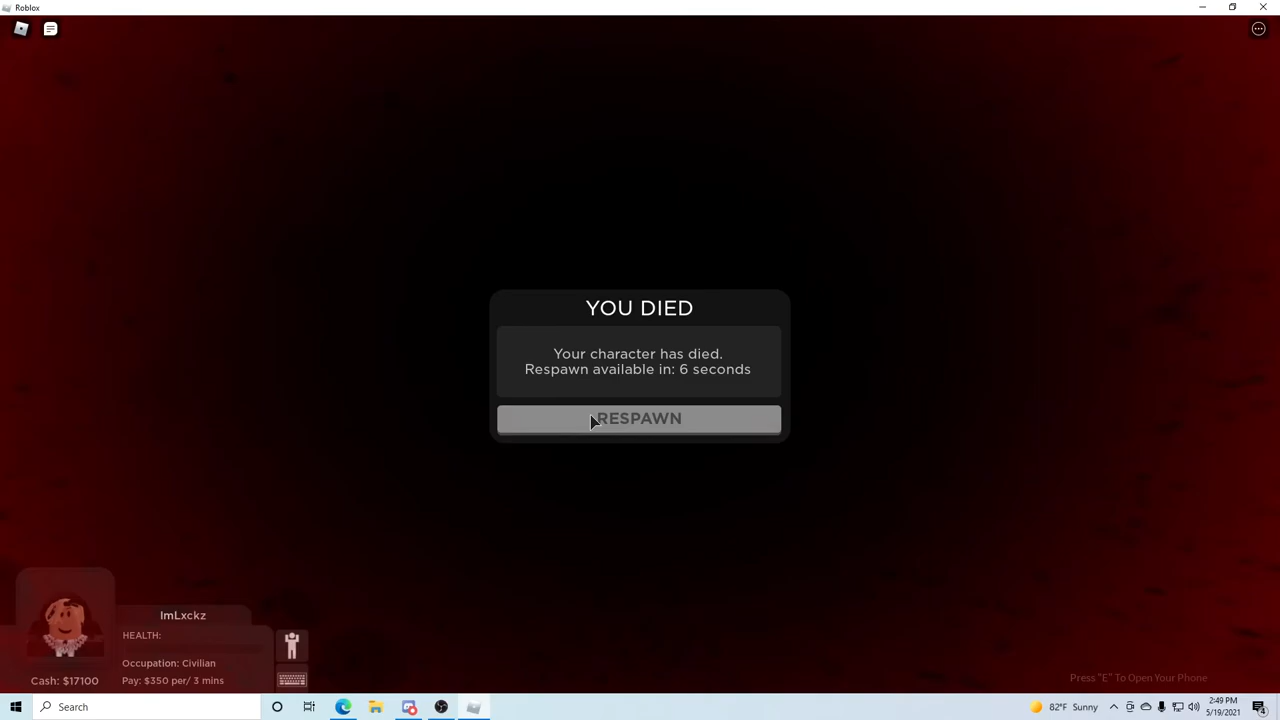 Roblox
YOU DIED
Your character has died.
Respawn available in: 6 seconds
RESPAWN
ImLxckz
HEALTH:
Occupation: Civilian
Cash: $17100
Pay: $350 per/ 3 mins
Press "E" To Open Your Phone
Search
82°F Sunny
2:49 PM
5/19/2021
4